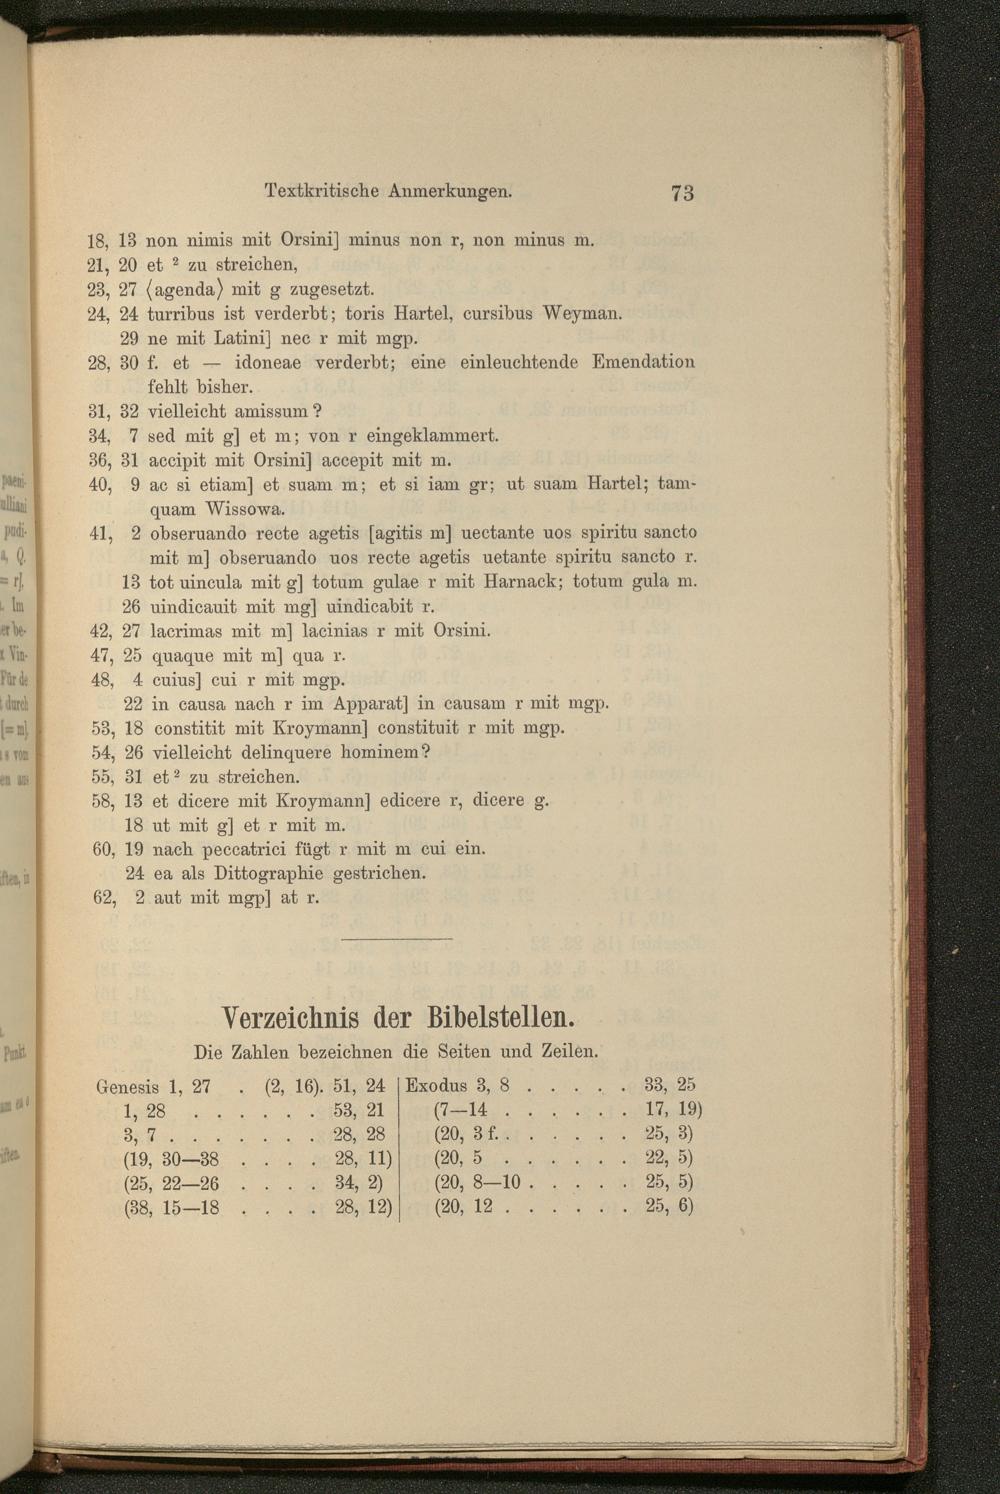 Textkritische Anmerkungen. 73
18, 13 non nimis mit Orsini] minus non r, non minus m.
21, 20 et ² zu streichen,
23, 27 ⟨agenda⟩ mit g zugesetzt.
24, 24 turribus ist verderbt; toris Hartel, cursibus Weyman.
29 ne mit Latini] nec r mit mgp.
28, 30 f. et — idoneae verderbt; eine einleuchtende Emendation
fehlt bisher.
31, 32 vielleicht amissum?
34, 7 sed mit g] et m; von r eingeklammert.
36, 31 accipit mit Orsini] accepit mit m.
40, 9 ac si etiam] et suam m; et si iam gr; ut suam Hartel; tam-
quam Wissowa.
41, 2 obseruando recte agetis [agitis m] uectante uos spiritu sancto
mit m] obseruando uos recte agetis uetante spiritu sancto r.
13 tot uincula mit g] totum gulae r mit Harnack; totum gula m.
26 uindicauit mit mg] uindicabit r.
42, 27 lacrimas mit m] lacinias r mit Orsini.
47, 25 quaque mit m] qua r.
48, 4 cuius] cui r mit mgp.
22 in causa nach r im Apparat] in causam r mit mgp.
53, 18 constitit mit Kroymann] constituit r mit mgp.
54, 26 vielleicht delinquere hominem?
55, 31 et ² zu streichen.
58, 13 et dicere mit Kroymann] edicere r, dicere g.
18 ut mit g] et r mit m.
60, 19 nach peccatrici fügt r mit m cui ein.
24 ea als Dittographie gestrichen.
62, 2 aut mit mgp] at r.
Verzeichnis der Bibelstellen.
Die Zahlen bezeichnen die Seiten und Zeilen.
Genesis 1, 27 . (2, 16). 51, 24
1, 28 . . . . . . 53, 21
3, 7 . . . . . . . 28, 28
(19, 30—38 . . . . 28, 11)
(25, 22—26 . . . . 34, 2)
(38, 15—18 . . . . 28, 12)
Exodus 3, 8 . . . . . 33, 25
(7—14 . . . . . . 17, 19)
(20, 3 f. . . . . . . 25, 3)
(20, 5 . . . . . . 22, 5)
(20, 8—10 . . . . . 25, 5)
(20, 12 . . . . . . 25, 6)